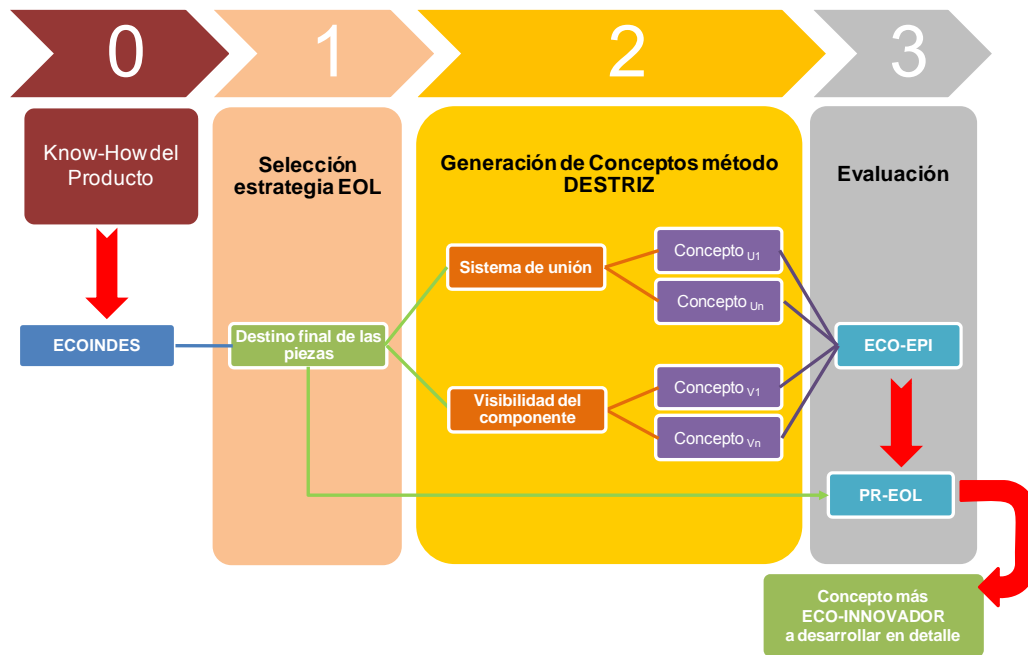 0
1
2
3
Know-How del
Producto
Selección
estrategia EOL
Generación de Conceptos método
DESTRIZ
Evaluación
Sistema de unión
Concepto U1
Concepto Un
ECOINDES
Destino final de las
piezas
ECO-EPI
Visibilidad del
componente
Concepto V1
Concepto Vn
PR-EOL
Concepto más
ECO-INNOVADOR
a desarrollar en detalle